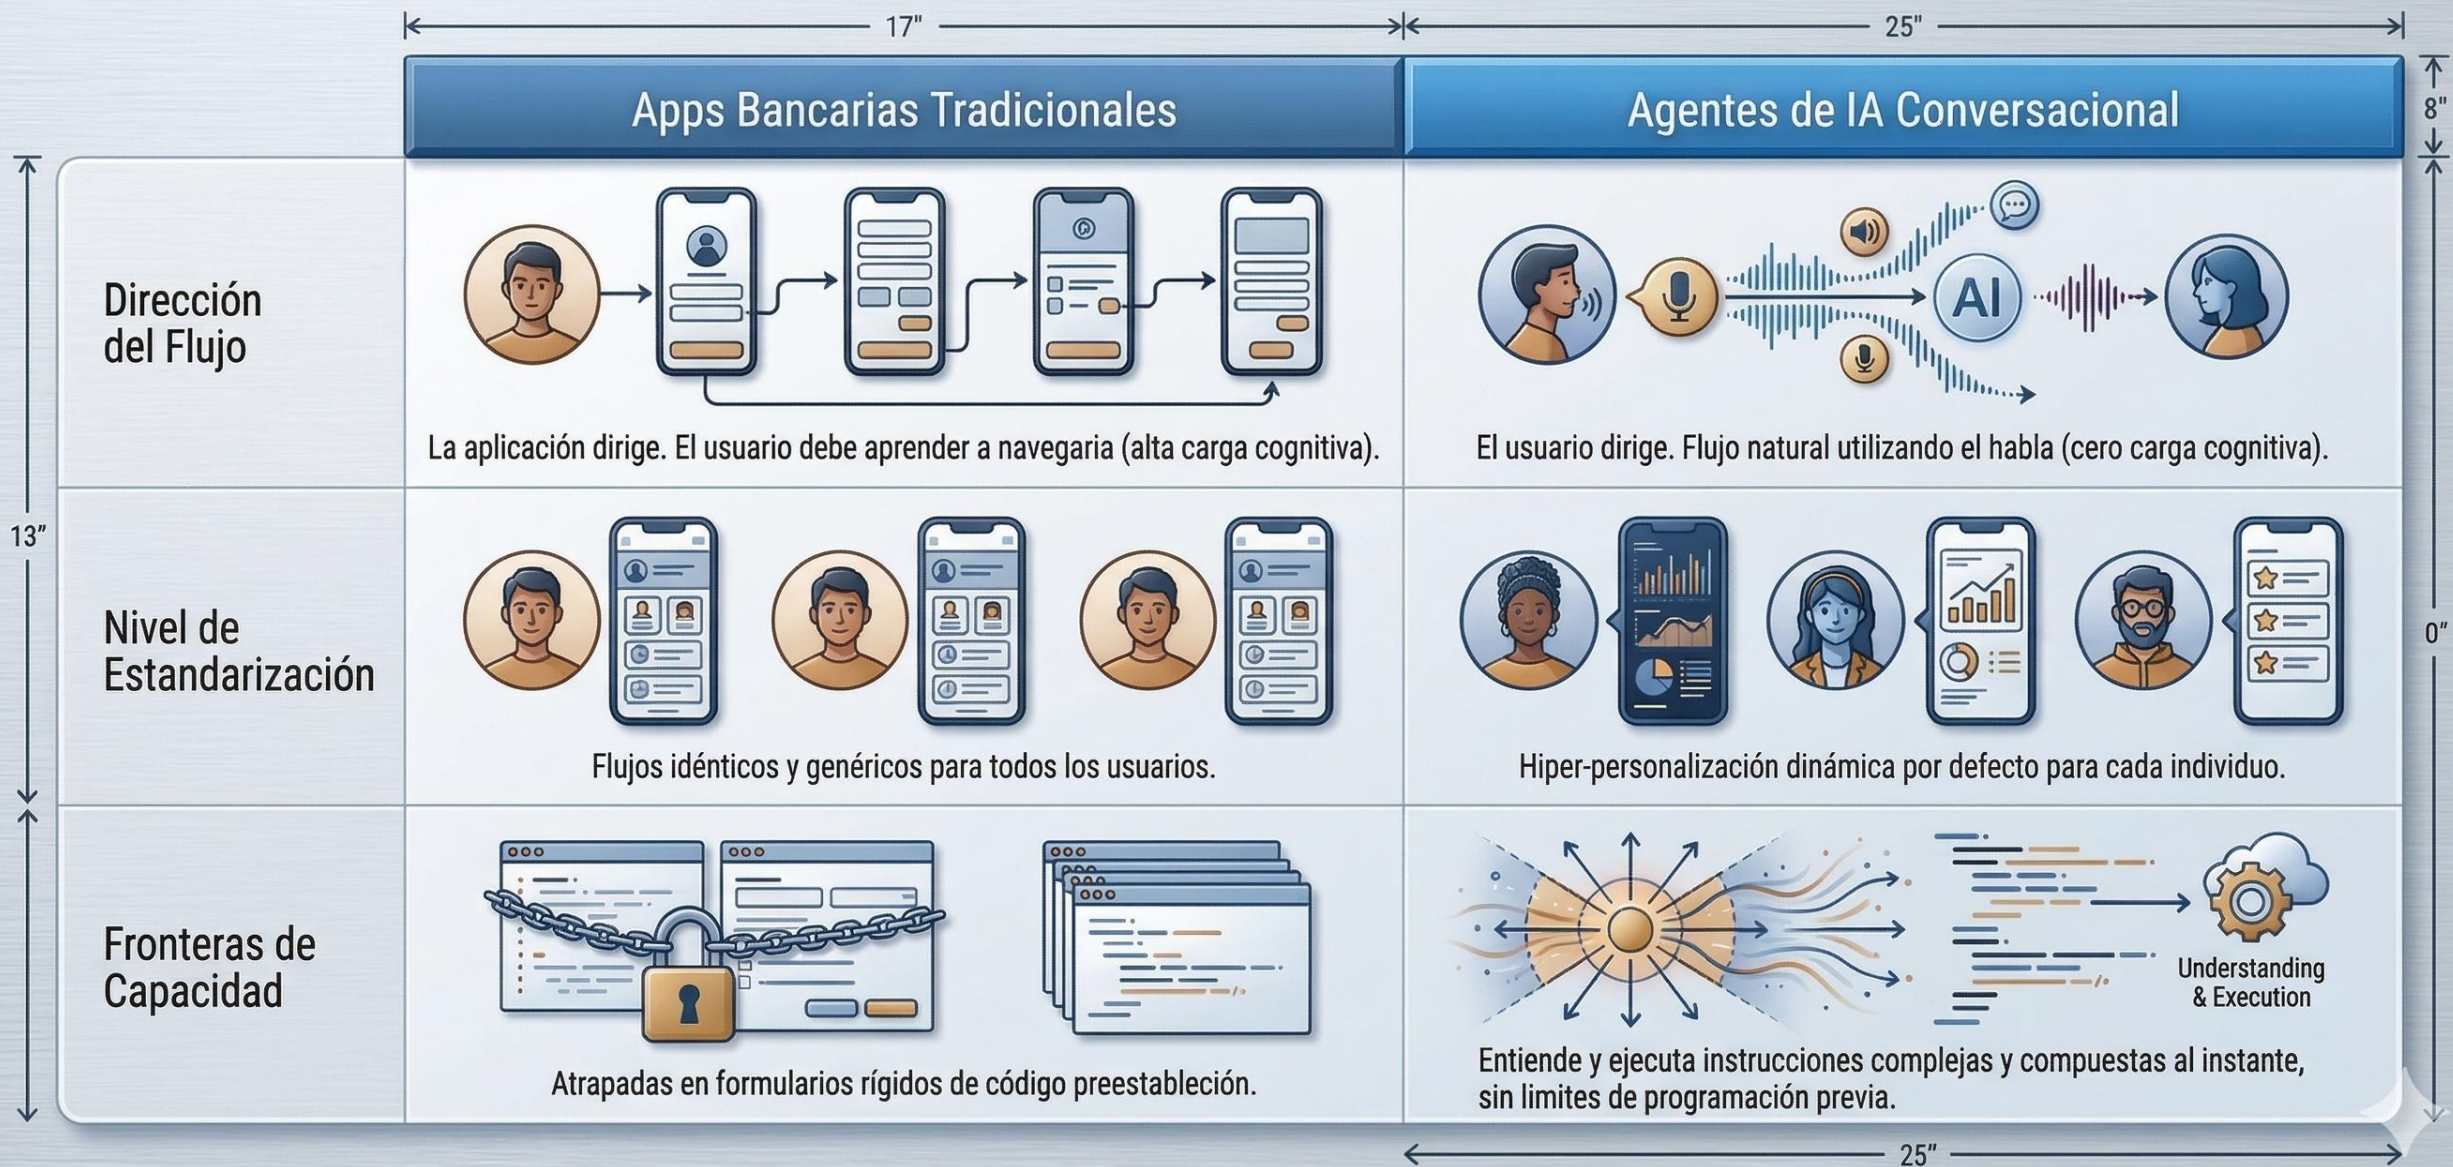 17"
25"
Apps Bancarias Tradicionales
Agentes de IA Conversacional
8"
Dirección
del Flujo
AI
La aplicación dirige. El usuario debe aprender a navegaria (alta carga cognitiva).
El usuario dirige. Flujo natural utilizando el habla (cero carga cognitiva).
13"
Nivel de
Estandarización
0"
Flujos idénticos y genéricos para todos los usuarios.
Hiper-personalización dinámica por defecto para cada individuo.
Fronteras de
Capacidad
Understanding
& Execution
Atrapadas en formularios rígidos de código preestableción.
Entiende y ejecuta instrucciones complejas y compuestas al instante,
sin limites de programación previa.
25"